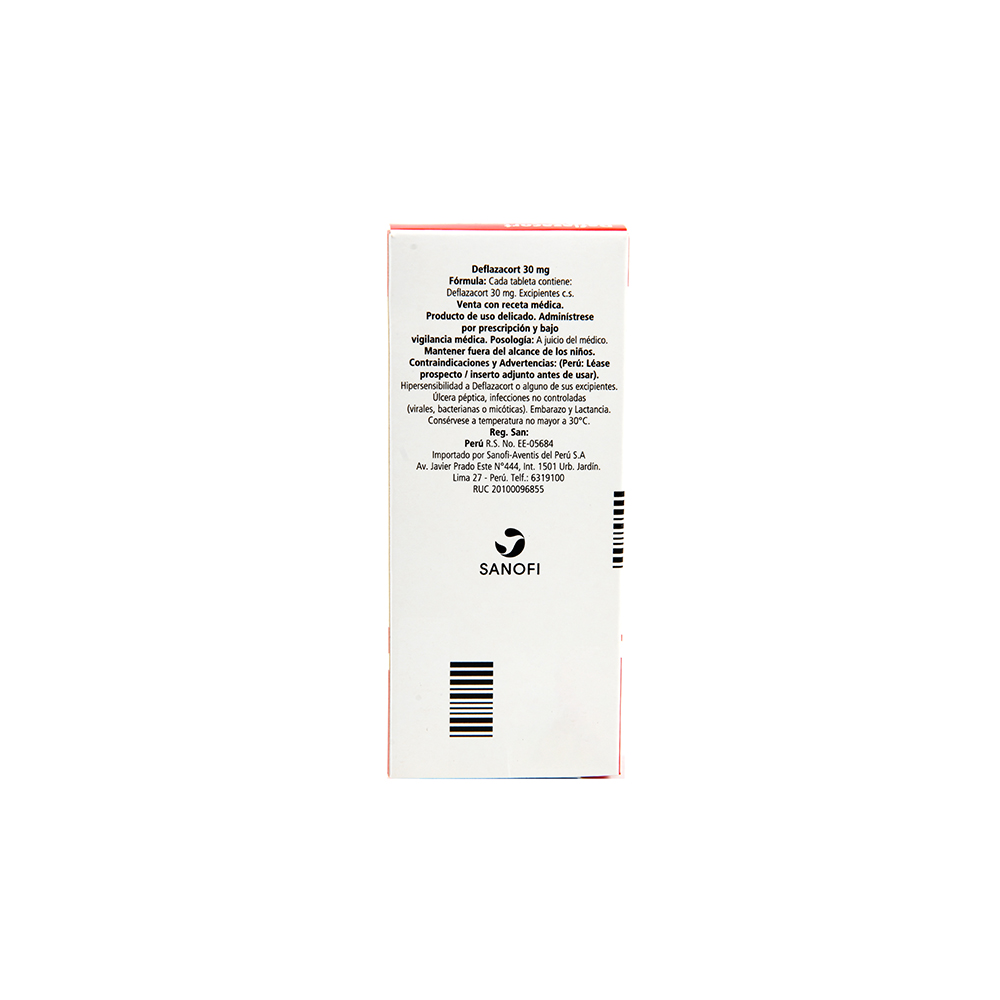 Deflazacort 30 mg
Fórmula: Cada tableta contiene:
Deflazacort 30 mg. Excipientes c.s.
Venta con receta médica.
Producto de uso delicado. Adminístrese
por prescripción y bajo
vigilancia médica. Posología: A juicio del médico.
Mantener fuera del alcance de los niños.
Contraindicaciones y Advertencias: (Perú: Léase
prospecto / inserto adjunto antes de usar).
Hipersensibilidad a Deflazacort o alguno de sus excipientes.
Úlcera péptica, infecciones no controladas
(virales, bacterianas o micóticas). Embarazo y Lactancia.
Consérvese a temperatura no mayor a 30°C.
Reg. San:
Perú R.S. No. EE-05684
Importado por Sanofi-Aventis del Perú S.A
Av. Javier Prado Este N°444, Int. 1501 Urb. Jardín.
Lima 27 - Perú. Telf.: 6319100
RUC 20100096855
SANOFI